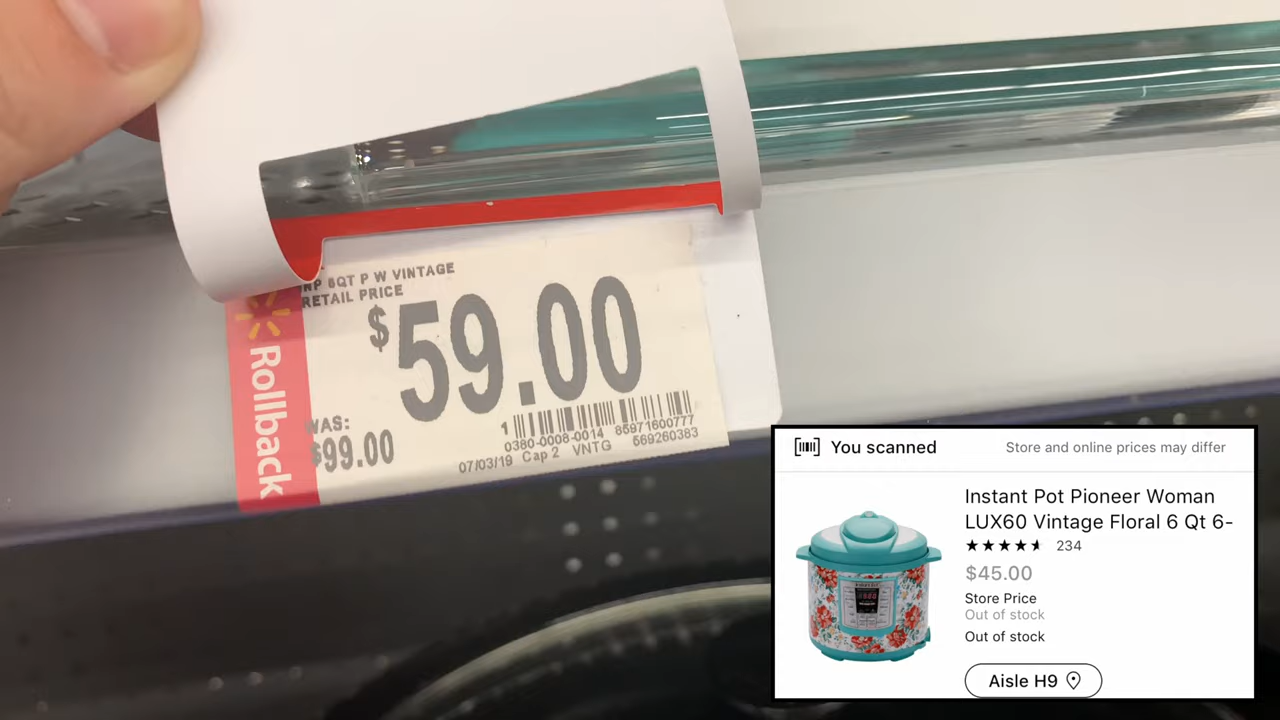 NP 6QT P W VINTAGE
RETAIL PRICE
$59.00
Rollback
WAS:
$99.00
1
0380-0008-0014 85971600777
07/03/19 Cap 2 VNTG 569260383
You scanned
Store and online prices may differ
Instant Pot Pioneer Woman
LUX60 Vintage Floral 6 Qt 6-
234
$45.00
Store Price
Out of stock
Out of stock
Aisle H9